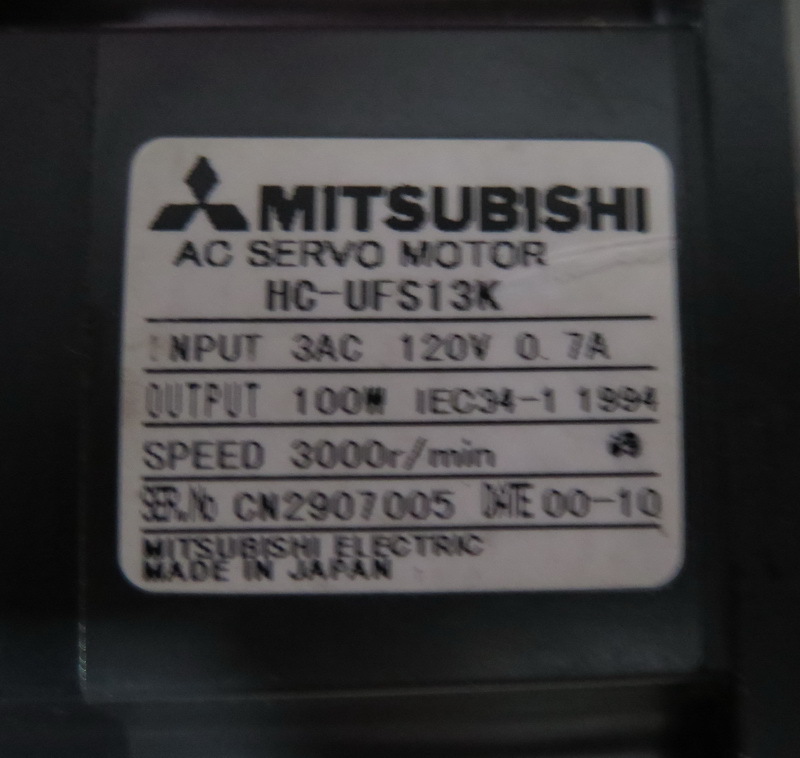 MITSUBISHI
AC SERVO MOTOR
HC-UFS13K
INPUT 3AC 120V 0.7A
OUTPUT 100W IEC34-1 1994
SPEED 3000r/min
SER.No CN2907005 DATE 00-10
MITSUBISHI ELECTRIC
MADE IN JAPAN